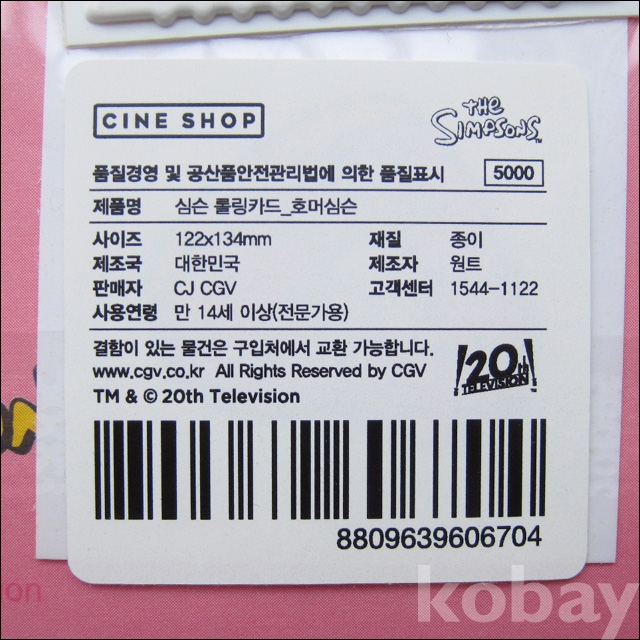 CINE SHOP
THE SIMPSONS™
품질경영 및 공산품안전관리법에 의한 품질표시 5000
제품명 심슨 롤링카드_호머심슨
사이즈 122x134mm 재질 종이
제조국 대한민국 제조자 원트
판매자 CJ CGV 고객센터 1544-1122
사용연령 만 14세 이상(전문가용)
결함이 있는 물건은 구입처에서 교환 가능합니다.
www.cgv.co.kr All Rights Reserved by CGV
TM & © 20th Television
20th TELEVISION
8809639606704
on
kobay